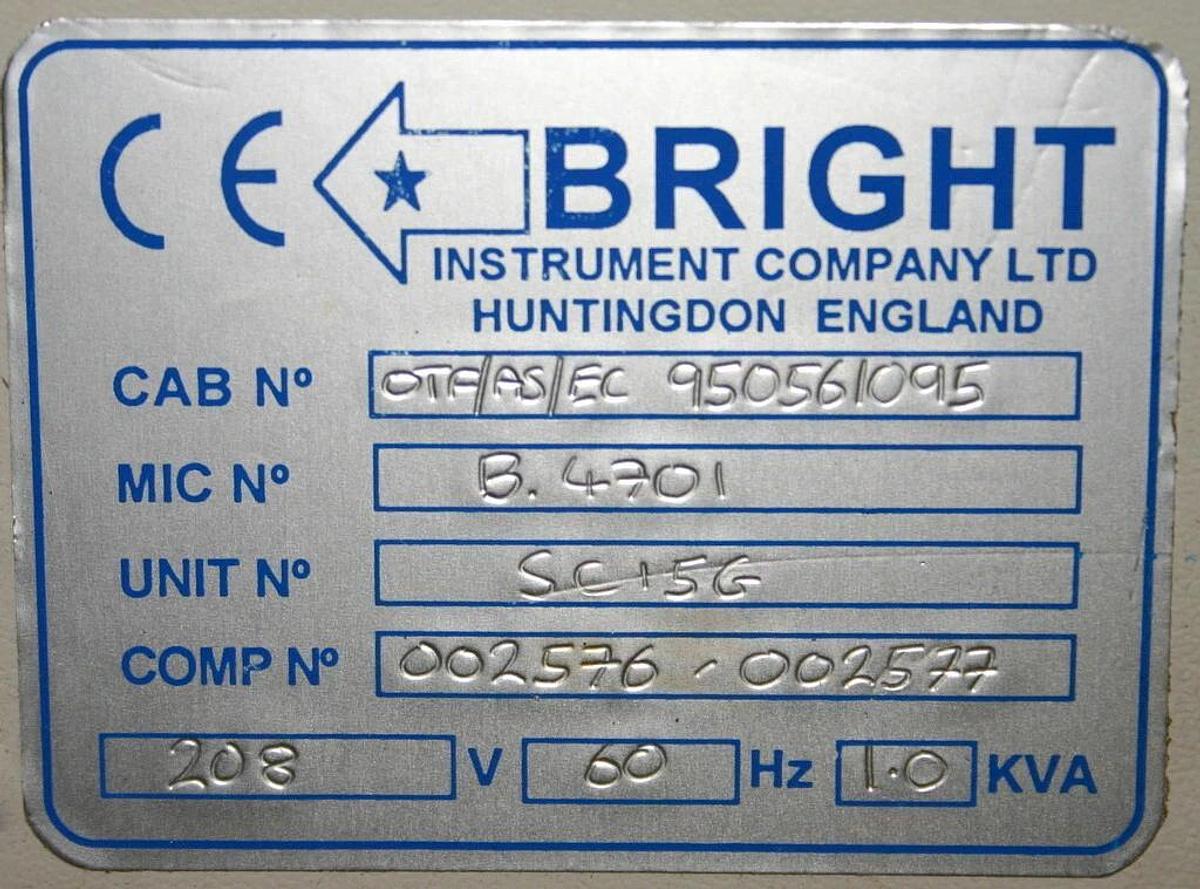 CE BRIGHT
INSTRUMENT COMPANY LTD
HUNTINGDON ENGLAND
CAB Nº OTF/AS/EC 950561095
MIC Nº B. 4701
UNIT Nº SC15G
COMP Nº 002576 - 002577
208 V 60 Hz 1.0 KVA